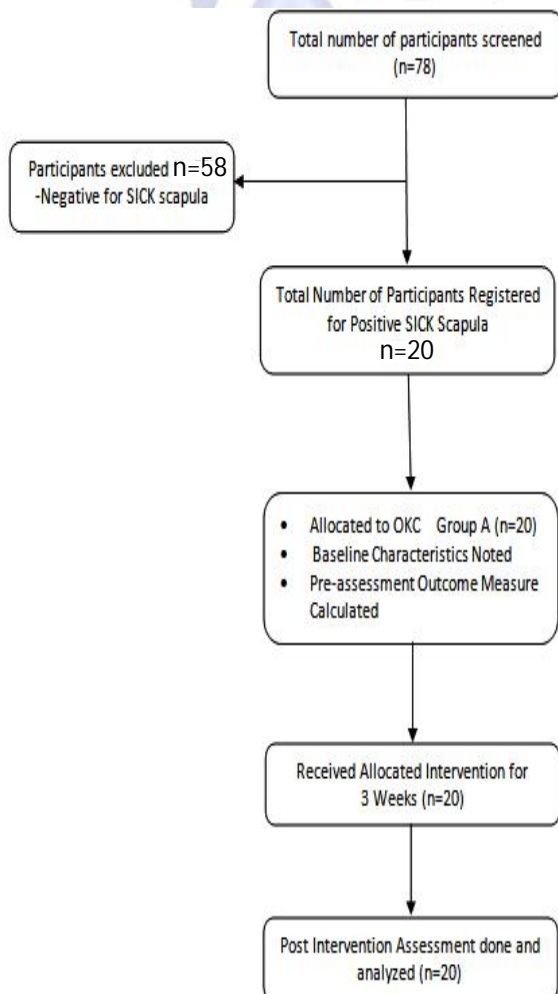 Total number of participants screened
(n=78)
Participants excluded n=58
-Negative for SICK scapula
Total Number of Participants Registered
for Positive SICK Scapula
n=20
• Allocated to OKC Group A (n=20)
• Baseline Characteristics Noted
• Pre-assessment Outcome Measure
Calculated
Received Allocated Intervention for
3 Weeks (n=20)
Post Intervention Assessment done and
analyzed (n=20)